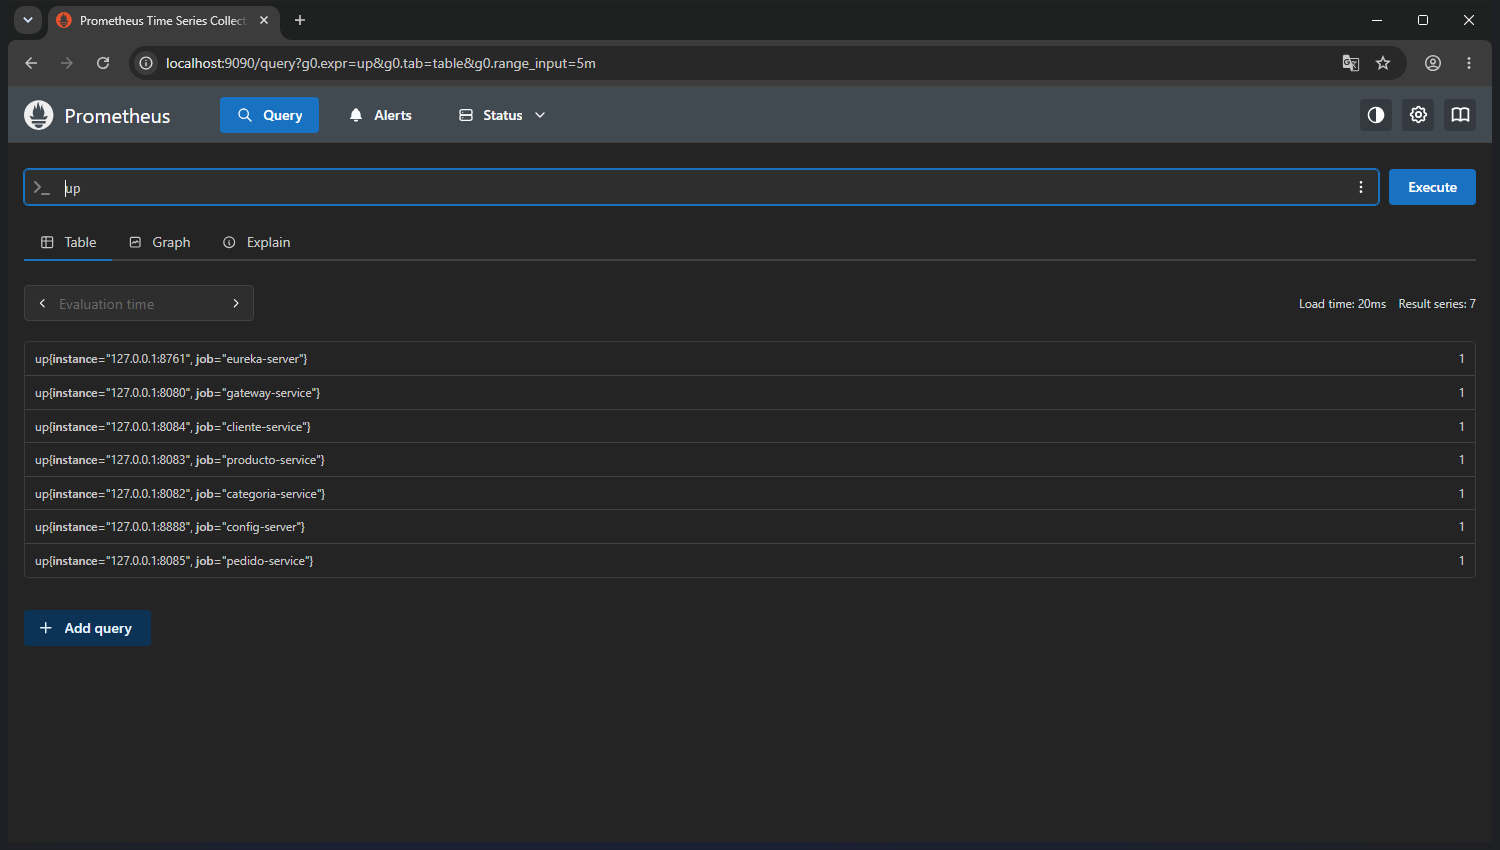 Prometheus Time Series Collect
localhost:9090/query?g0.expr=up&g0.tab=table&g0.range_input=5m
Prometheus
Query
Alerts
Status
up
Execute
Table
Graph
Explain
Evaluation time
Load time: 20ms Result series: 7
up{instance="127.0.0.1:8761", job="eureka-server"} 1
up{instance="127.0.0.1:8080", job="gateway-service"} 1
up{instance="127.0.0.1:8084", job="cliente-service"} 1
up{instance="127.0.0.1:8083", job="producto-service"} 1
up{instance="127.0.0.1:8082", job="categoria-service"} 1
up{instance="127.0.0.1:8888", job="config-server"} 1
up{instance="127.0.0.1:8085", job="pedido-service"} 1
Add query